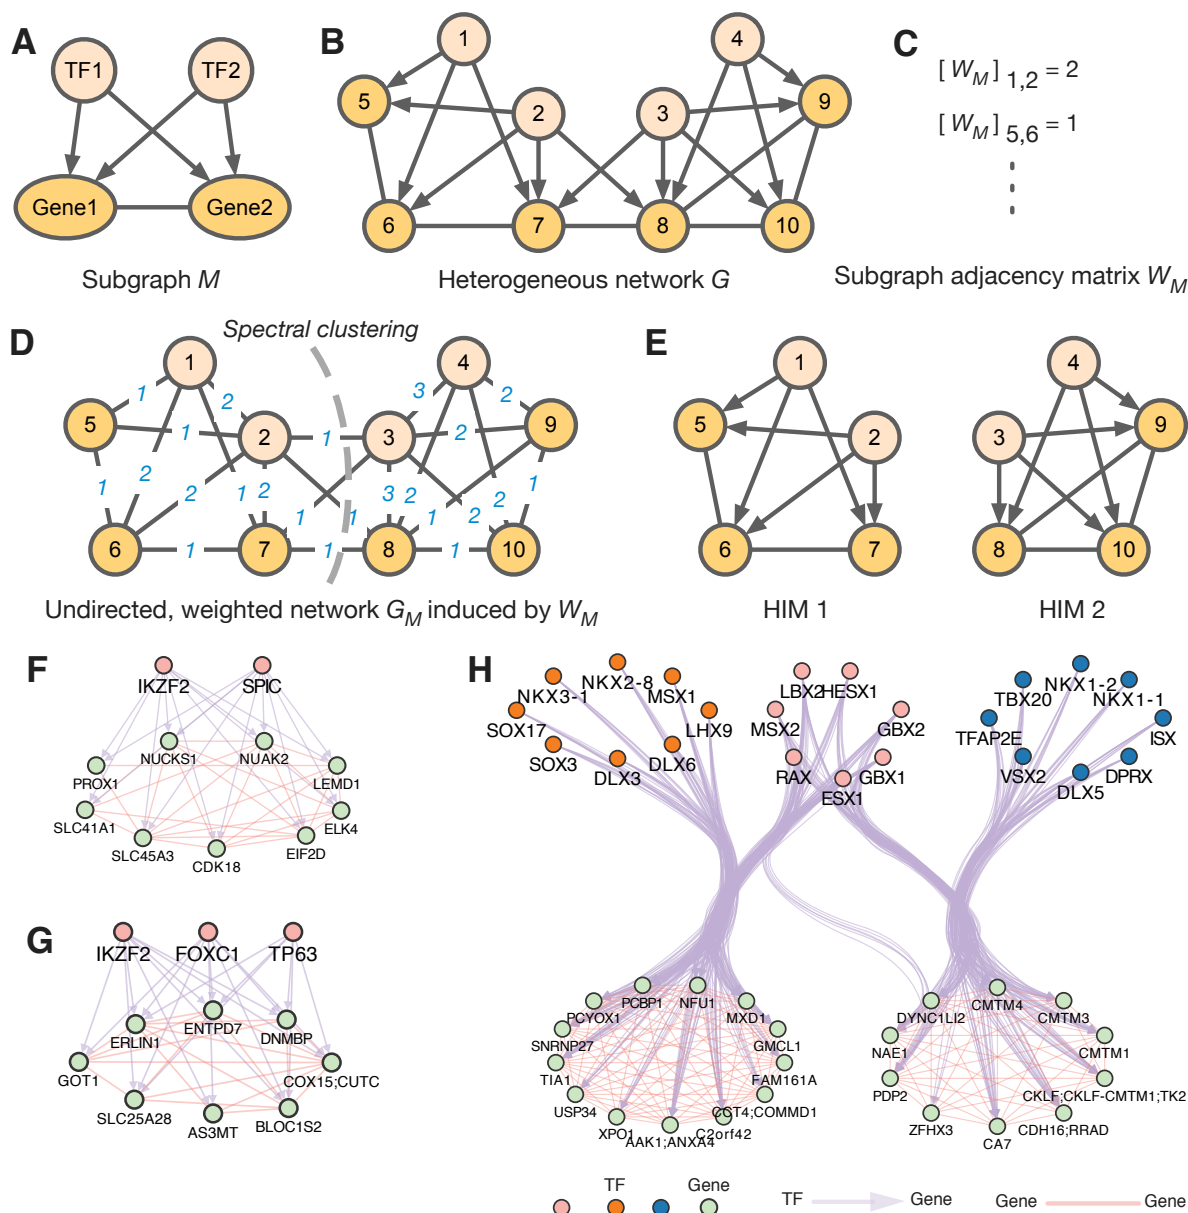 A
TF1
TF2
Gene1
Gene2
Subgraph M
B
1
4
5
2
3
9
6
7
8
10
Heterogeneous network G
C
[ W_M ] 1,2 = 2
[ W_M ] 5,6 = 1
Subgraph adjacency matrix W_M
D
Spectral clustering
1
4
1
2
3
2
5
1
2
1
3
2
9
1
2
2
1
2
1
3
2
2
1
1
1
1
2
6
1
7
1
8
1
10
Undirected, weighted network G_M induced by W_M
E
1
5
2
6
7
HIM 1
4
3
9
8
10
HIM 2
F
IKZF2
SPIC
NUCKS1
NUAK2
PROX1
LEMD1
SLC41A1
ELK4
SLC45A3
EIF2D
CDK18
G
IKZF2
FOXC1
TP63
ENTPD7
ERLIN1
DNMBP
GOT1
COX15;CUTC
SLC25A28
AS3MT
BLOC1S2
H
NKX3-1
NKX2-8
MSX1
SOX17
LHX9
SOX3
DLX3
DLX6
LBX2
HESX1
MSX2
GBX2
RAX
GBX1
ESX1
TBX20
NKX1-2
NKX1-1
TFAP2E
ISX
VSX2
DPRX
DLX5
PCBP1
NFU1
PCYOX1
MXD1
SNRNP27
GMCL1
TIA1
FAM161A
USP34
CCT4;COMMD1
XPO1
C2orf42
AAK1;ANXA4
DYNC1LI2
CMTM4
CMTM3
NAE1
CMTM1
PDP2
CKLF;CKLF-CMTM1;TK2
ZFHX3
CDH16;RRAD
CA7
TF
Gene
TF
Gene
Gene
Gene